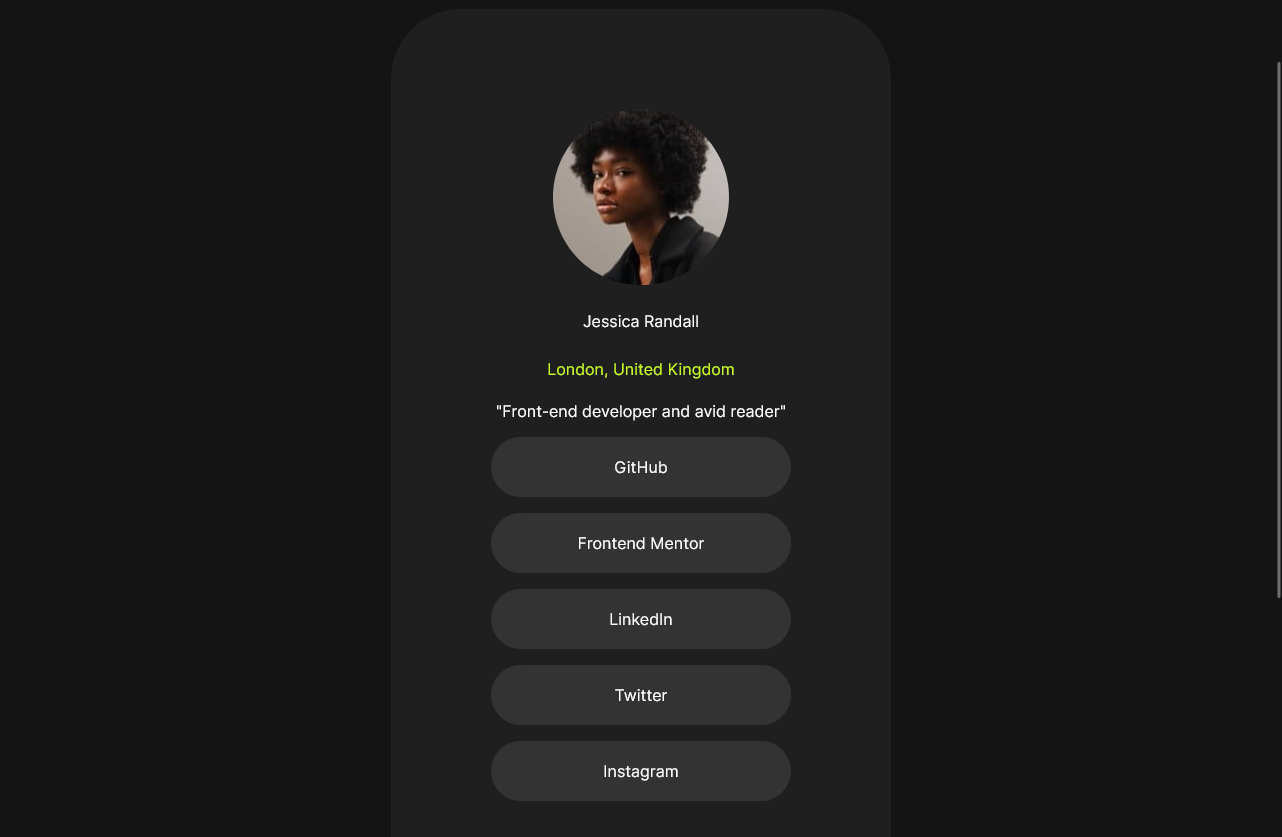 Jessica Randall
London, United Kingdom
"Front-end developer and avid reader"
GitHub
Frontend Mentor
LinkedIn
Twitter
Instagram